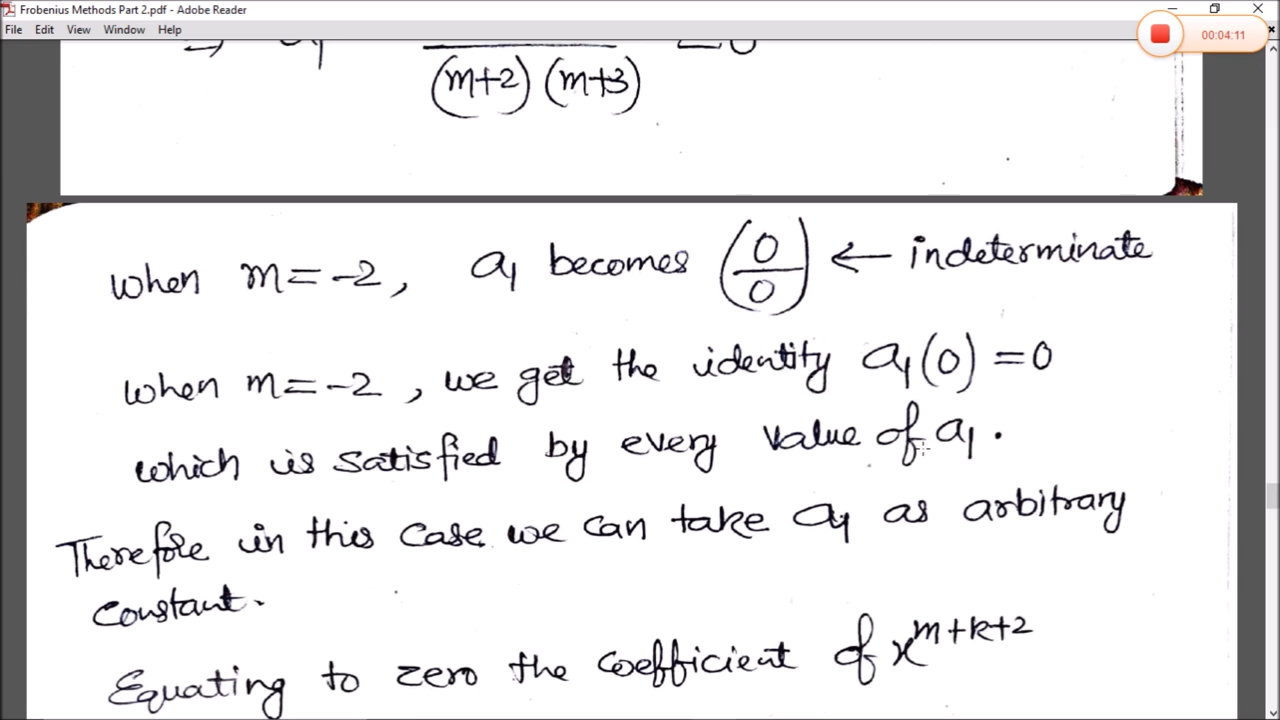 Frobenius Methods Part 2.pdf - Adobe Reader
File Edit View Window Help
00:04:11
(m+2) (m+3)
when m = -2, a₁ becomes (0/0) ← indeterminate
when m = -2, we get the identity a₁(0) = 0
which is satisfied by every value of a₁.
Therefore in this case we can take a₁ as arbitrary
constant.
Equating to zero the coefficient of x^{m+k+2}